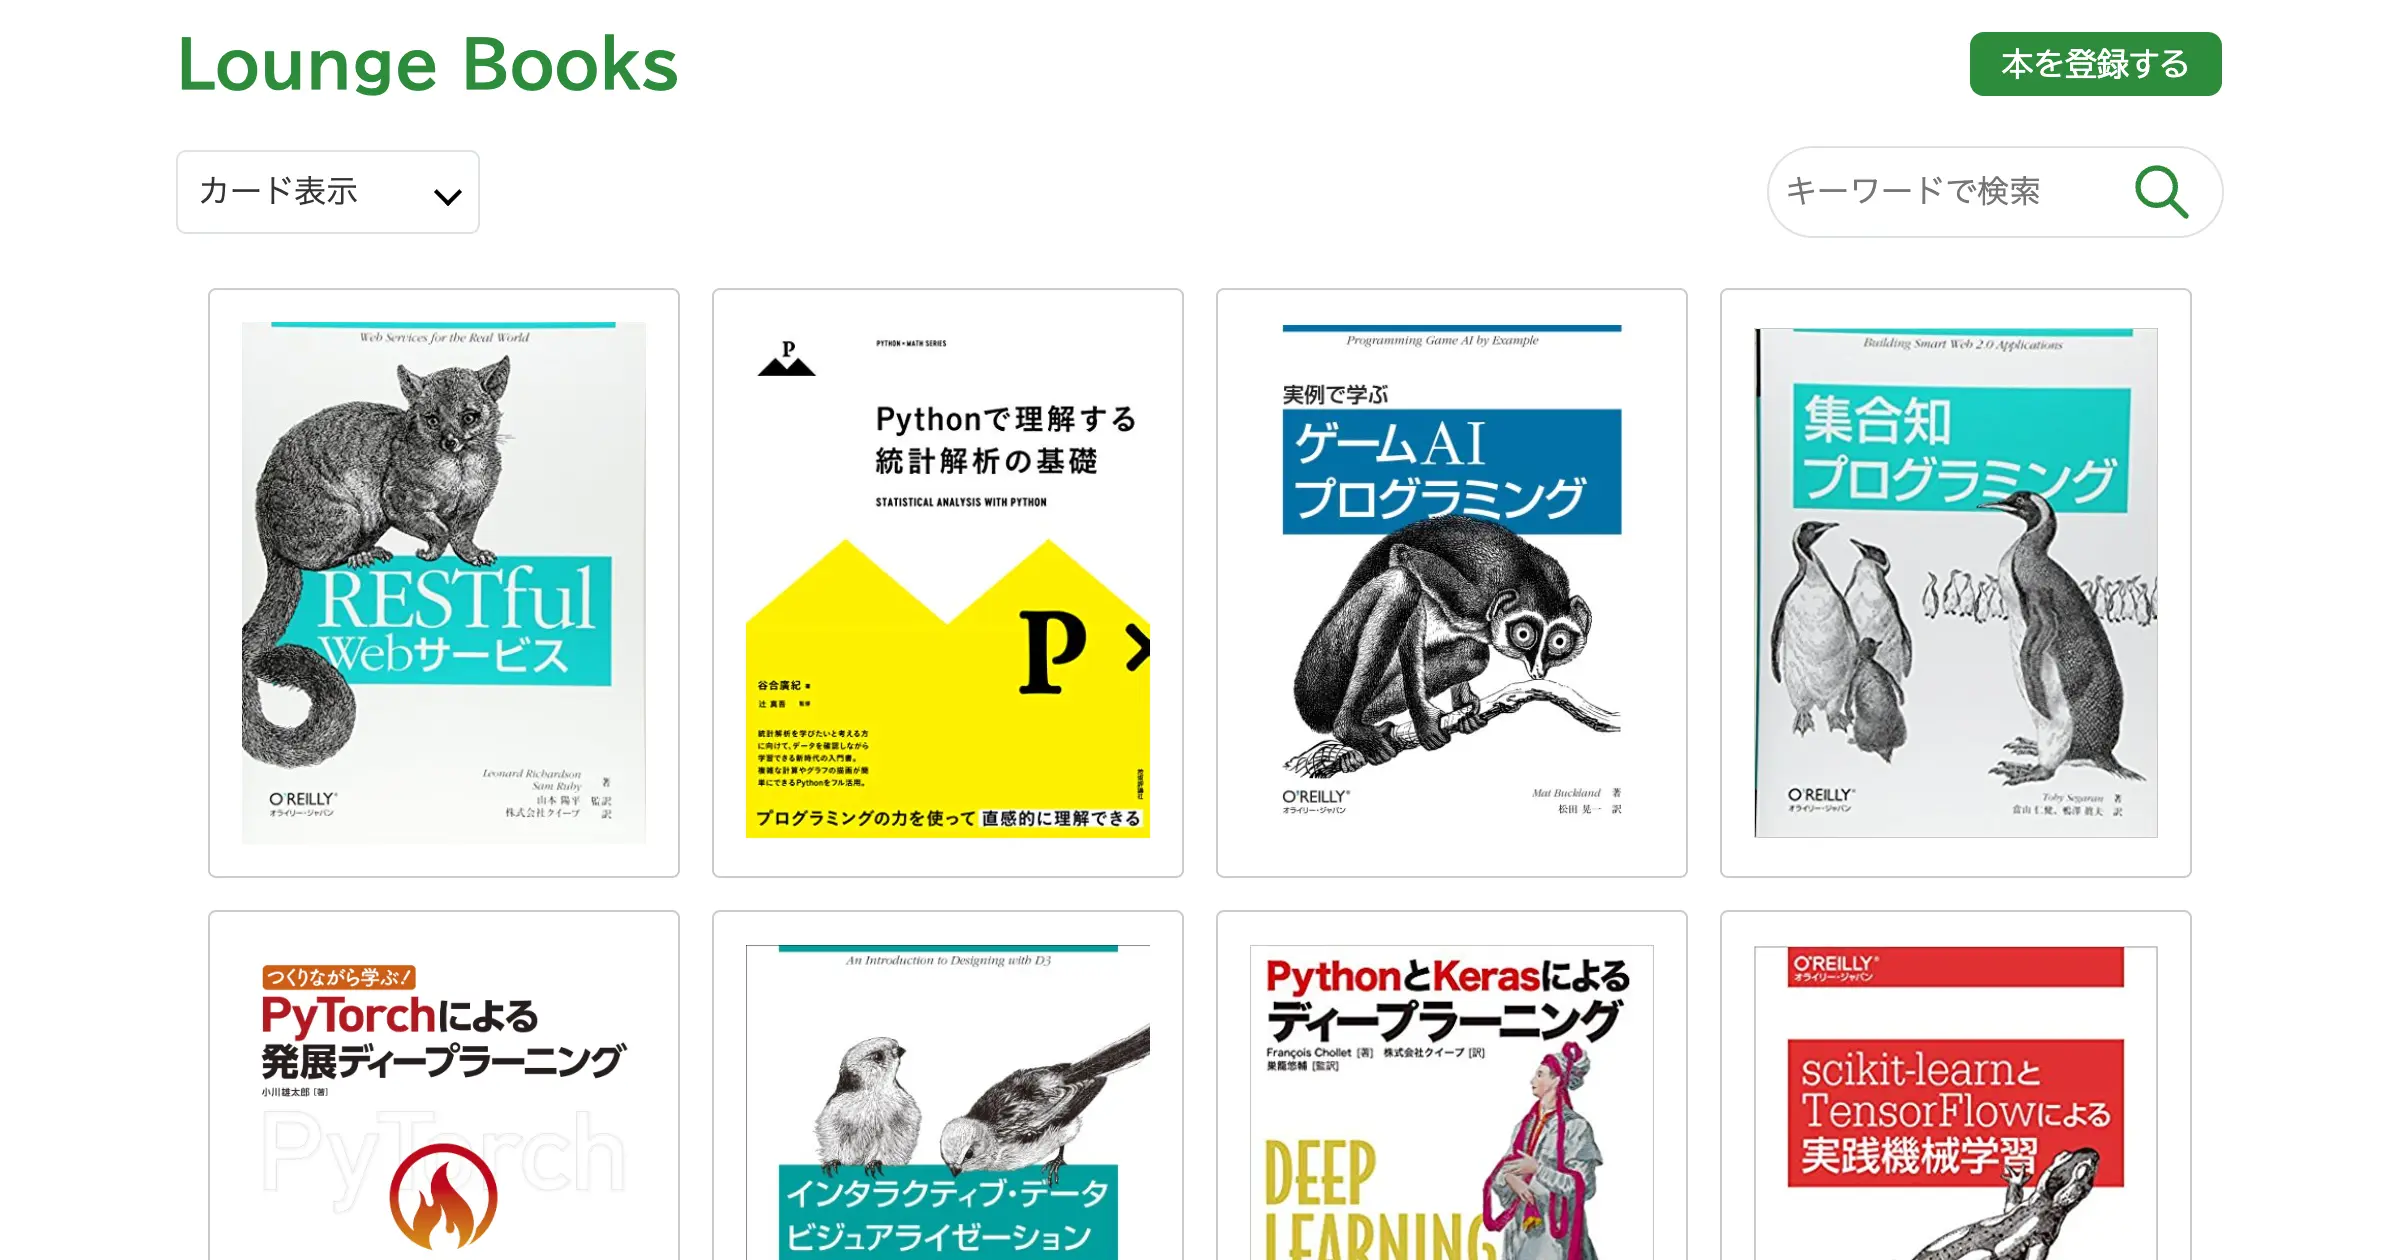 Lounge Books
本を登録する
カード表示
キーワードで検索
Web Services for the Real World
RESTful
Webサービス
Leonard Richardson
Sam Ruby 著
山本 陽平 監訳
株式会社クイープ 訳
O'REILLY®
オライリー・ジャパン
P
PYTHON×MATH SERIES
Pythonで理解する
統計解析の基礎
STATISTICAL ANALYSIS WITH PYTHON
P
谷合廣紀 著
辻 真吾 監修
統計解析を学びたいと考える方
に向けて、データを確認しながら
学習できる新時代の入門書。
複雑な計算やグラフの描画が簡
単にできるPythonをフル活用。
技術評論社
プログラミングの力を使って 直感的に理解できる
Programming Game AI by Example
実例で学ぶ
ゲームAI
プログラミング
O'REILLY®
オライリー・ジャパン
Mat Buckland 著
松田 晃一 訳
Building Smart Web 2.0 Applications
集合知
プログラミング
O'REILLY®
オライリー・ジャパン
Toby Segaran 著
當山 仁健、鴨澤 眞夫 訳
つくりながら学ぶ!
PyTorchによる
発展ディープラーニング
小川雄太郎 [著]
PyTorch
An Introduction to Designing with D3
インタラクティブ・データ
ビジュアライゼーション
PythonとKerasによる
ディープラーニング
François Chollet [著] 株式会社クイープ [訳]
巣籠悠輔 [監訳]
DEEP
LEARNING
O'REILLY®
オライリー・ジャパン
scikit-learnと
TensorFlowによる
実践機械学習